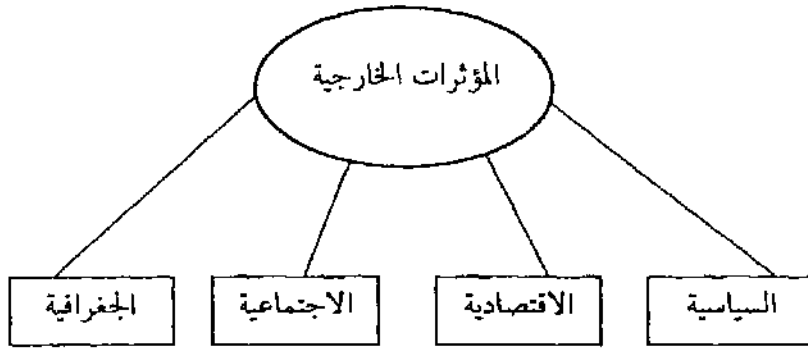 المؤثرات الخارجية
السياسية
الاقتصادية
الاجتماعية
الجغرافية